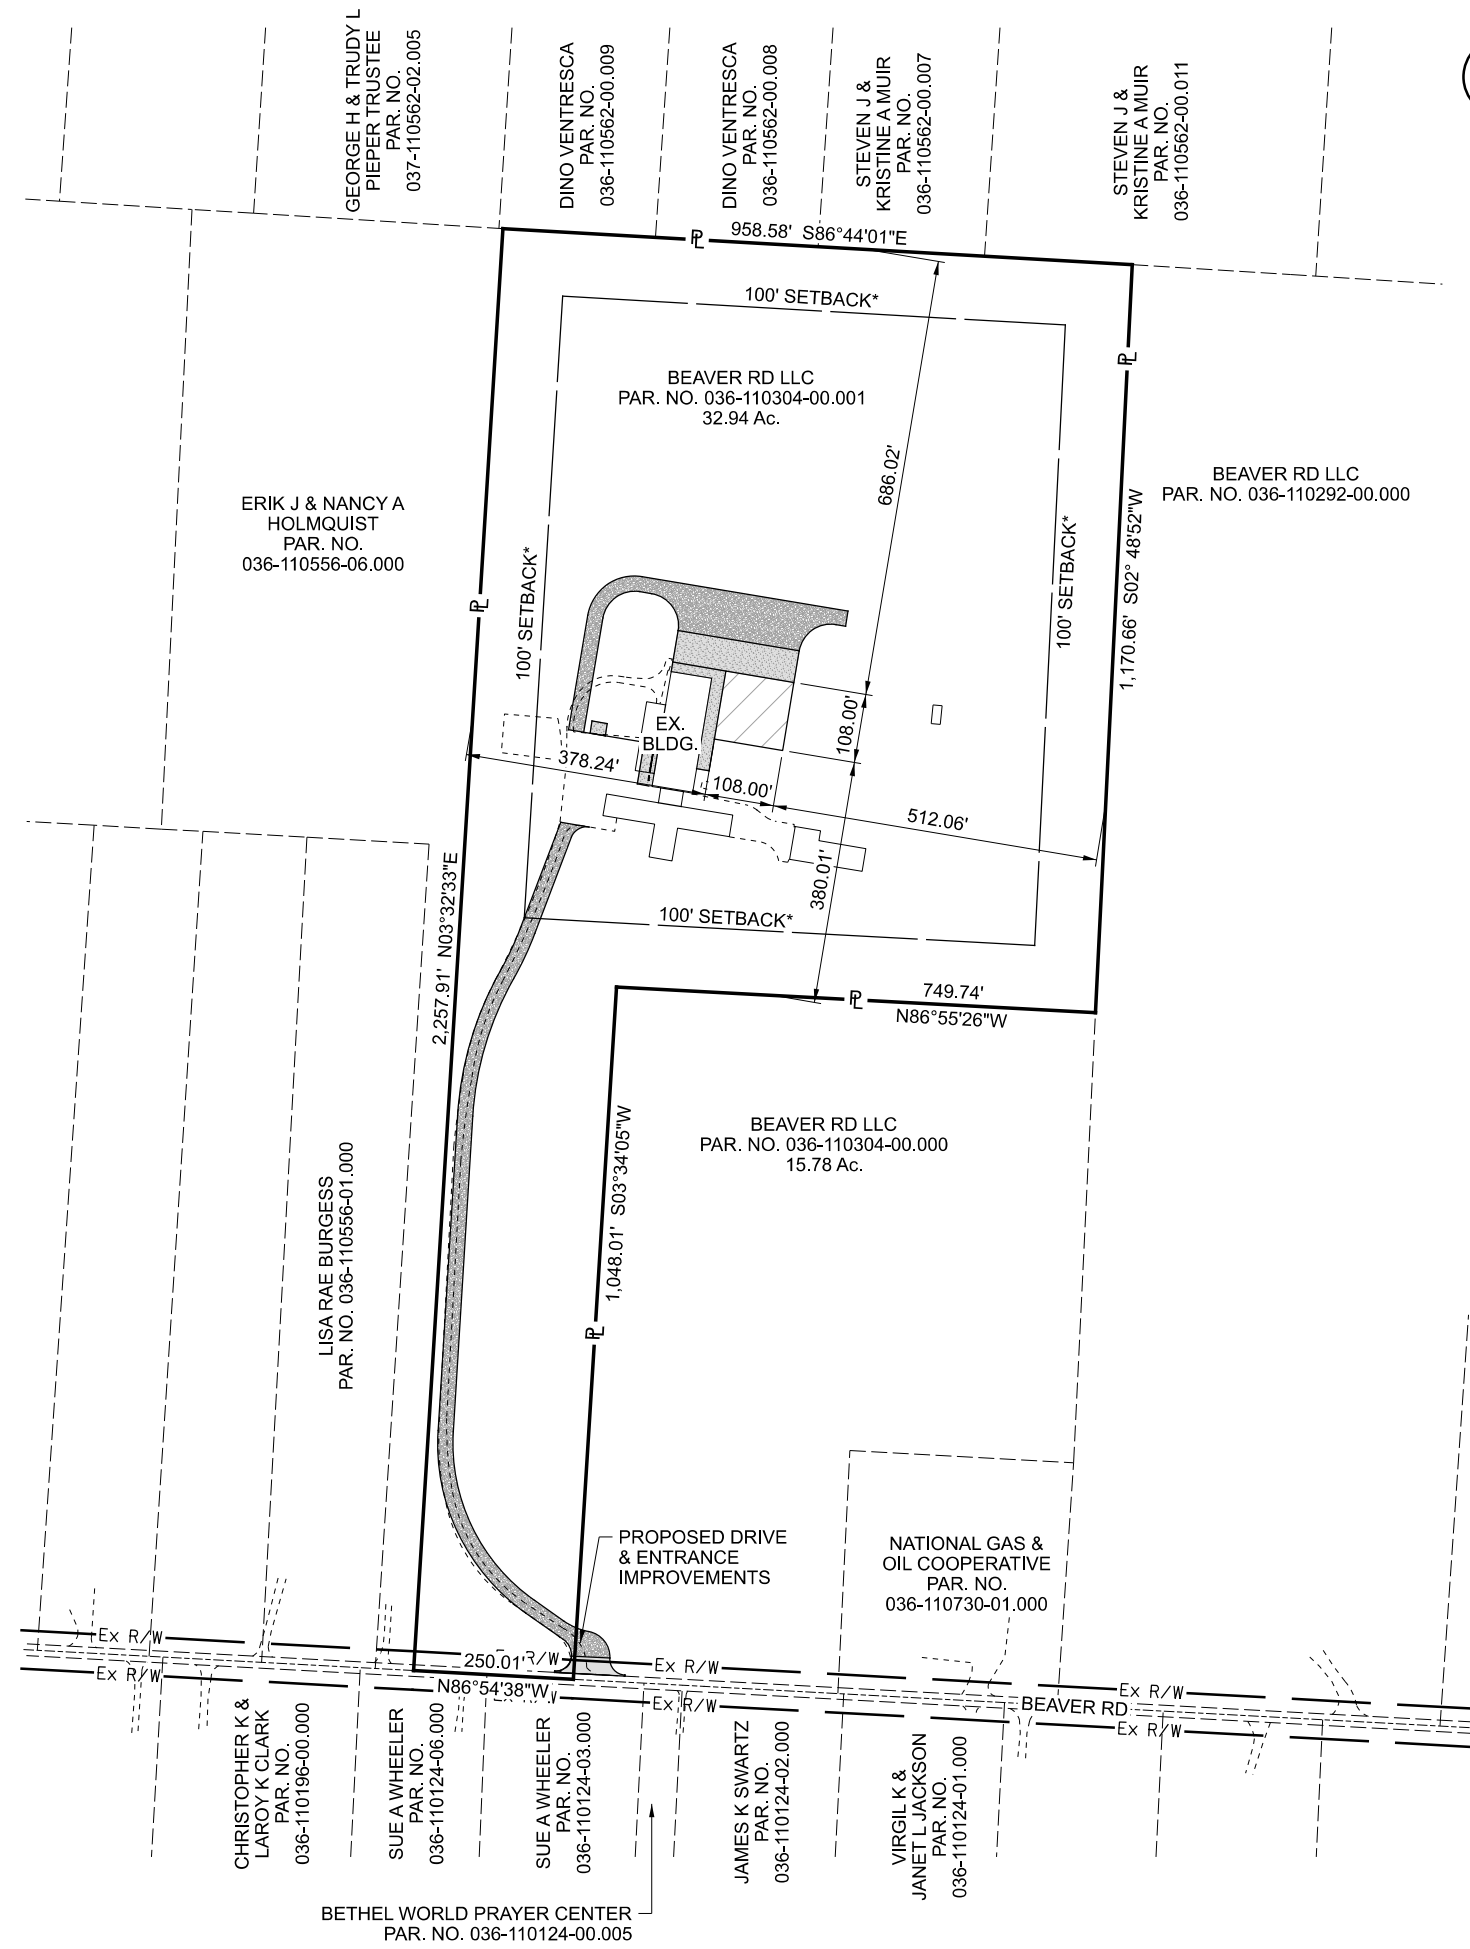 GEORGE H & TRUDY L
PIEPER TRUSTEE
PAR. NO.
037-110562-02.005
DINO VENTRESCA
PAR. NO.
036-110562-00.009
DINO VENTRESCA
PAR. NO.
036-110562-00.008
STEVEN J &
KRISTINE A MUIR
PAR. NO.
036-110562-00.007
STEVEN J &
KRISTINE A MUIR
PAR. NO.
036-110562-00.011
PL
958.58' S86°44'01"E
100' SETBACK*
PL
BEAVER RD LLC
PAR. NO. 036-110304-00.001
32.94 Ac.
686.02'
BEAVER RD LLC
PAR. NO. 036-110292-00.000
1,170.66' S02° 48'52"W
100' SETBACK*
ERIK J & NANCY A
HOLMQUIST
PAR. NO.
036-110556-06.000
PL
100' SETBACK*
EX.
BLDG.
108.00'
378.24'
108.00'
512.06'
380.01'
100' SETBACK*
2,257.91' N03°32'33"E
749.74'
PL
N86°55'26"W
BEAVER RD LLC
PAR. NO. 036-110304-00.000
15.78 Ac.
1,048.01' S03°34'05"W
PL
LISA RAE BURGESS
PAR. NO. 036-110556-01.000
PROPOSED DRIVE
& ENTRANCE
IMPROVEMENTS
NATIONAL GAS &
OIL COOPERATIVE
PAR. NO.
036-110730-01.000
Ex R/W
Ex R/W
250.01'
R/W
N86°54'38"W
Ex R/W
Ex R/W
BEAVER RD
Ex R/W
Ex R/W
CHRISTOPHER K &
LAROY K CLARK
PAR. NO.
036-110196-00.000
SUE A WHEELER
PAR. NO.
036-110124-06.000
SUE A WHEELER
PAR. NO.
036-110124-03.000
JAMES K SWARTZ
PAR. NO.
036-110124-02.000
VIRGIL K &
JANET L JACKSON
PAR. NO.
036-110124-01.000
BETHEL WORLD PRAYER CENTER
PAR. NO. 036-110124-00.005